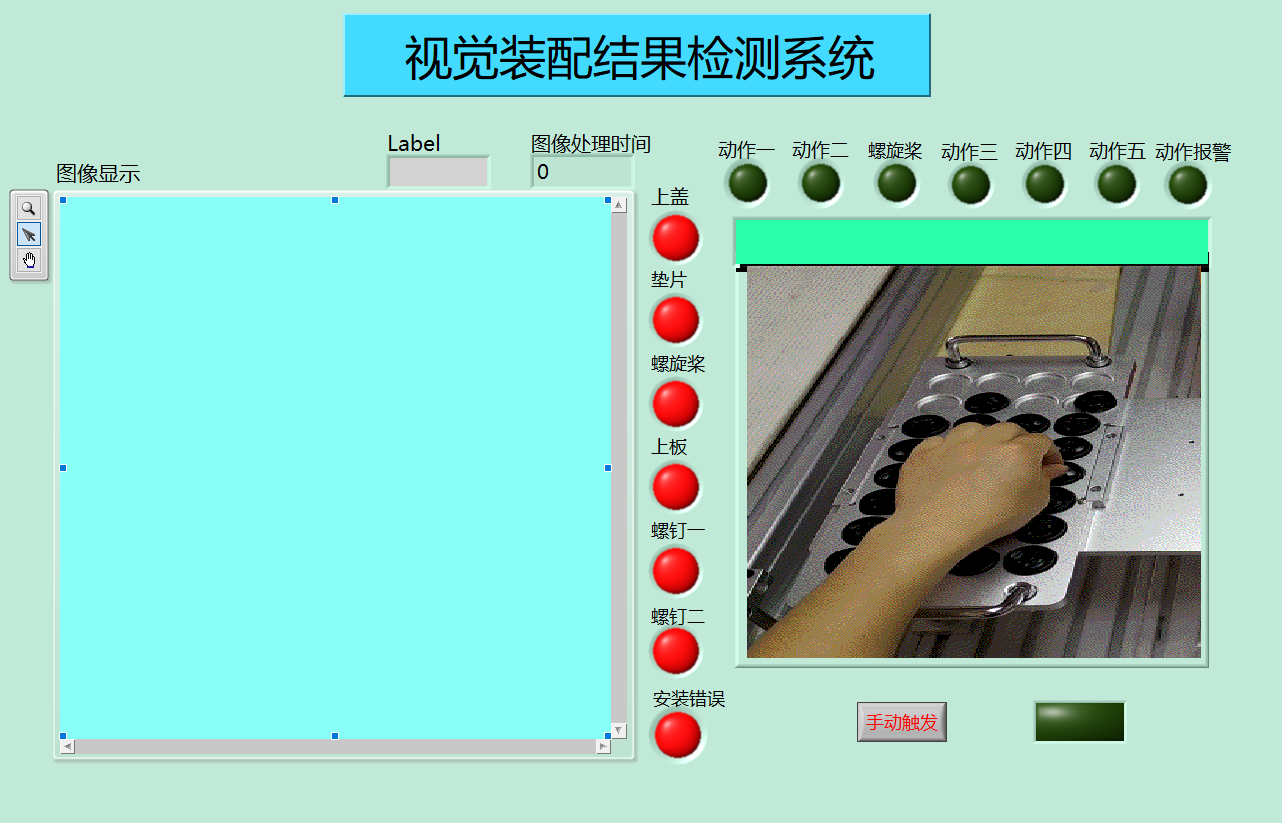 视觉装配结果检测系统
Label
图像处理时间
图像显示
0
动作一
动作二
螺旋桨
动作三
动作四
动作五
动作报警
上盖
垫片
螺旋桨
上板
螺钉一
螺钉二
安装错误
手动触发